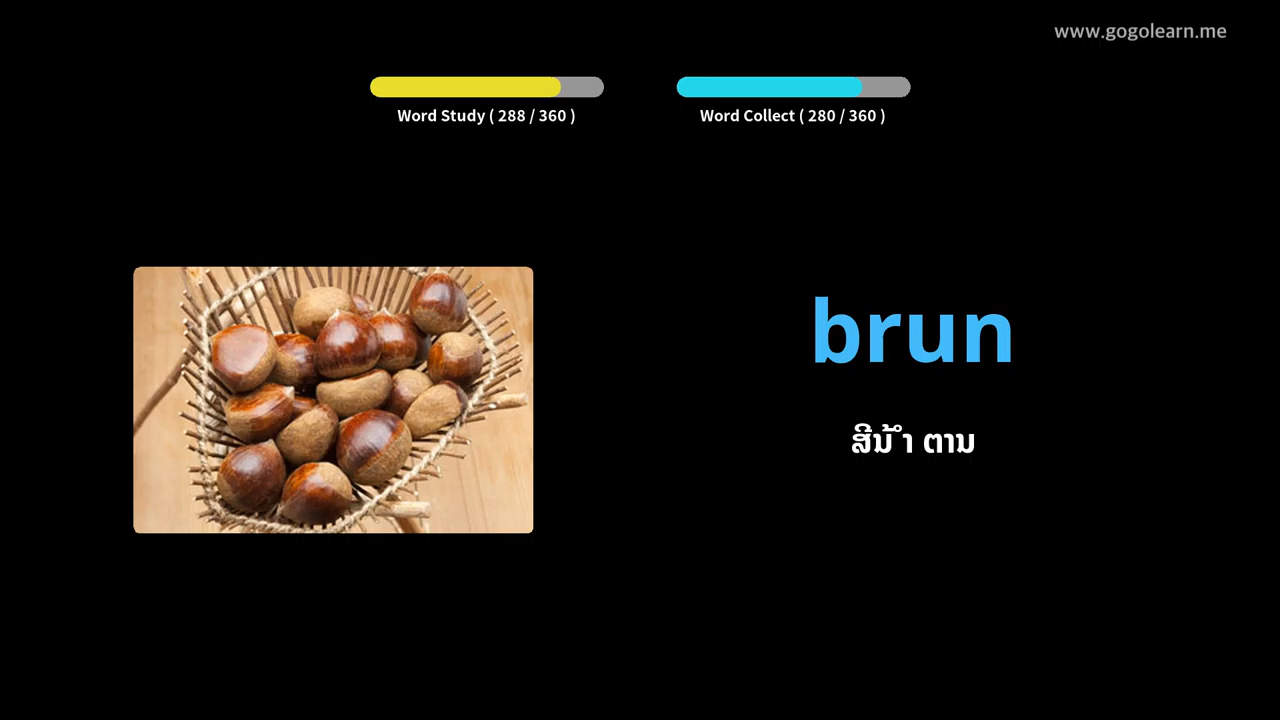 www.gogolearn.me
Word Study ( 288 / 360 )
Word Collect ( 280 / 360 )
brun
ສີນ້ ຳ ຕານ